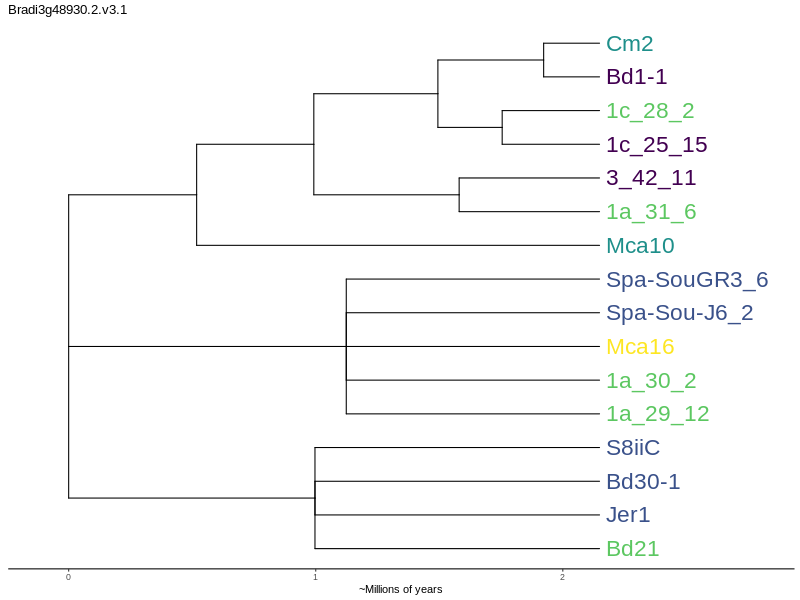 Bradi3g48930.2.v3.1
Cm2
Bd1-1
1c_28_2
1c_25_15
3_42_11
1a_31_6
Mca10
Spa-SouGR3_6
Spa-Sou-J6_2
Mca16
1a_30_2
1a_29_12
S8iiC
Bd30-1
Jer1
Bd21
0 1 2
~Millions of years